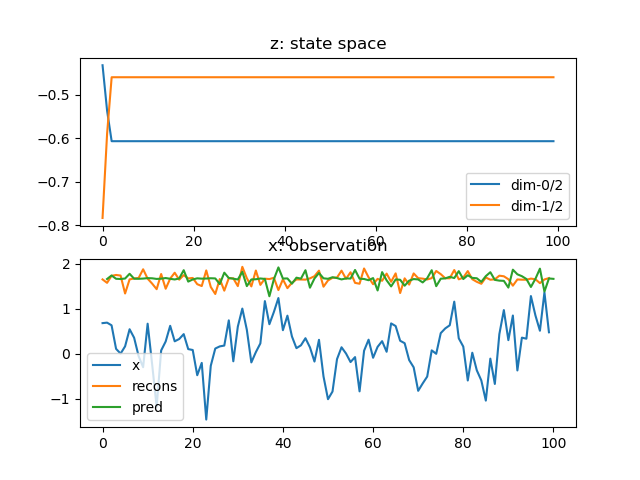 z: state space
−0.5
−0.6
−0.7
−0.8
0
20
40
60
80
100
dim-0/2
dim-1/2
x: observation
2
1
0
−1
0
20
40
60
80
100
x
recons
pred